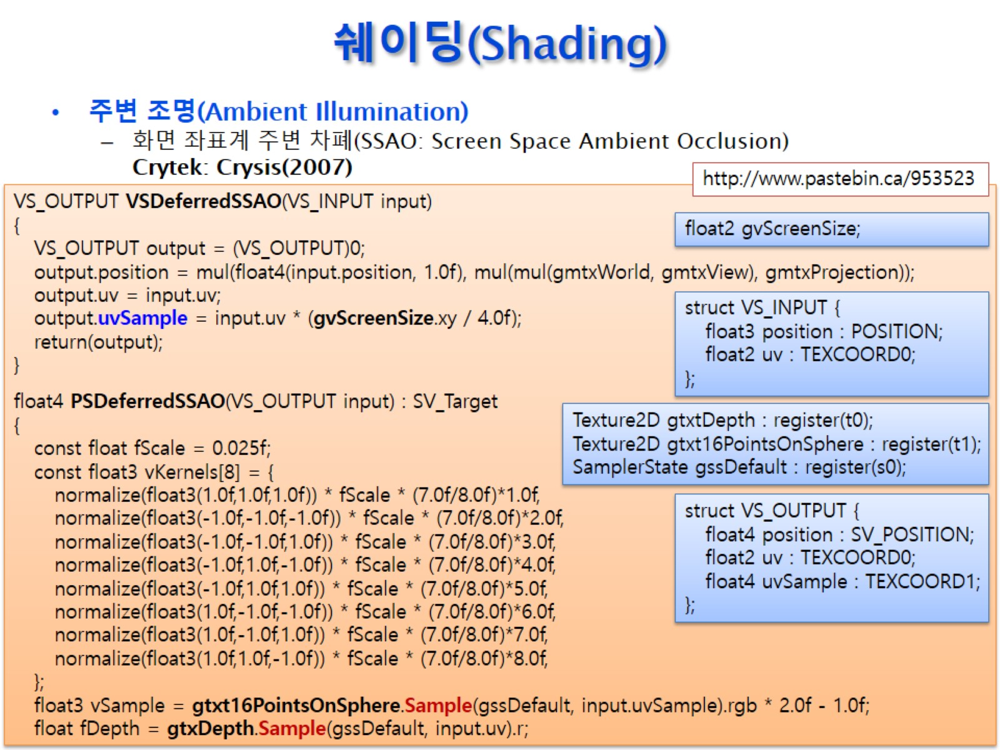 쉐이딩(Shading)
• 주변 조명(Ambient Illumination)
– 화면 좌표계 주변 차폐(SSAO: Screen Space Ambient Occlusion)
Crytek: Crysis(2007)
http://www.pastebin.ca/953523
VS_OUTPUT VSDeferredSSAO(VS_INPUT input)
{
VS_OUTPUT output = (VS_OUTPUT)0;
output.position = mul(float4(input.position, 1.0f), mul(mul(gmtxWorld, gmtxView), gmtxProjection));
output.uv = input.uv;
output.uvSample = input.uv * (gvScreenSize.xy / 4.0f);
return(output);
}
float2 gvScreenSize;
struct VS_INPUT {
float3 position : POSITION;
float2 uv : TEXCOORD0;
};
float4 PSDeferredSSAO(VS_OUTPUT input) : SV_Target
{
const float fScale = 0.025f;
const float3 vKernels[8] = {
normalize(float3(1.0f,1.0f,1.0f)) * fScale * (7.0f/8.0f)*1.0f,
normalize(float3(-1.0f,-1.0f,-1.0f)) * fScale * (7.0f/8.0f)*2.0f,
normalize(float3(-1.0f,-1.0f,1.0f)) * fScale * (7.0f/8.0f)*3.0f,
normalize(float3(-1.0f,1.0f,-1.0f)) * fScale * (7.0f/8.0f)*4.0f,
normalize(float3(-1.0f,1.0f,1.0f)) * fScale * (7.0f/8.0f)*5.0f,
normalize(float3(1.0f,-1.0f,-1.0f)) * fScale * (7.0f/8.0f)*6.0f,
normalize(float3(1.0f,-1.0f,1.0f)) * fScale * (7.0f/8.0f)*7.0f,
normalize(float3(1.0f,1.0f,-1.0f)) * fScale * (7.0f/8.0f)*8.0f,
};
float3 vSample = gtxt16PointsOnSphere.Sample(gssDefault, input.uvSample).rgb * 2.0f - 1.0f;
float fDepth = gtxDepth.Sample(gssDefault, input.uv).r;
Texture2D gtxtDepth : register(t0);
Texture2D gtxt16PointsOnSphere : register(t1);
SamplerState gssDefault : register(s0);
struct VS_OUTPUT {
float4 position : SV_POSITION;
float2 uv : TEXCOORD0;
float4 uvSample : TEXCOORD1;
};